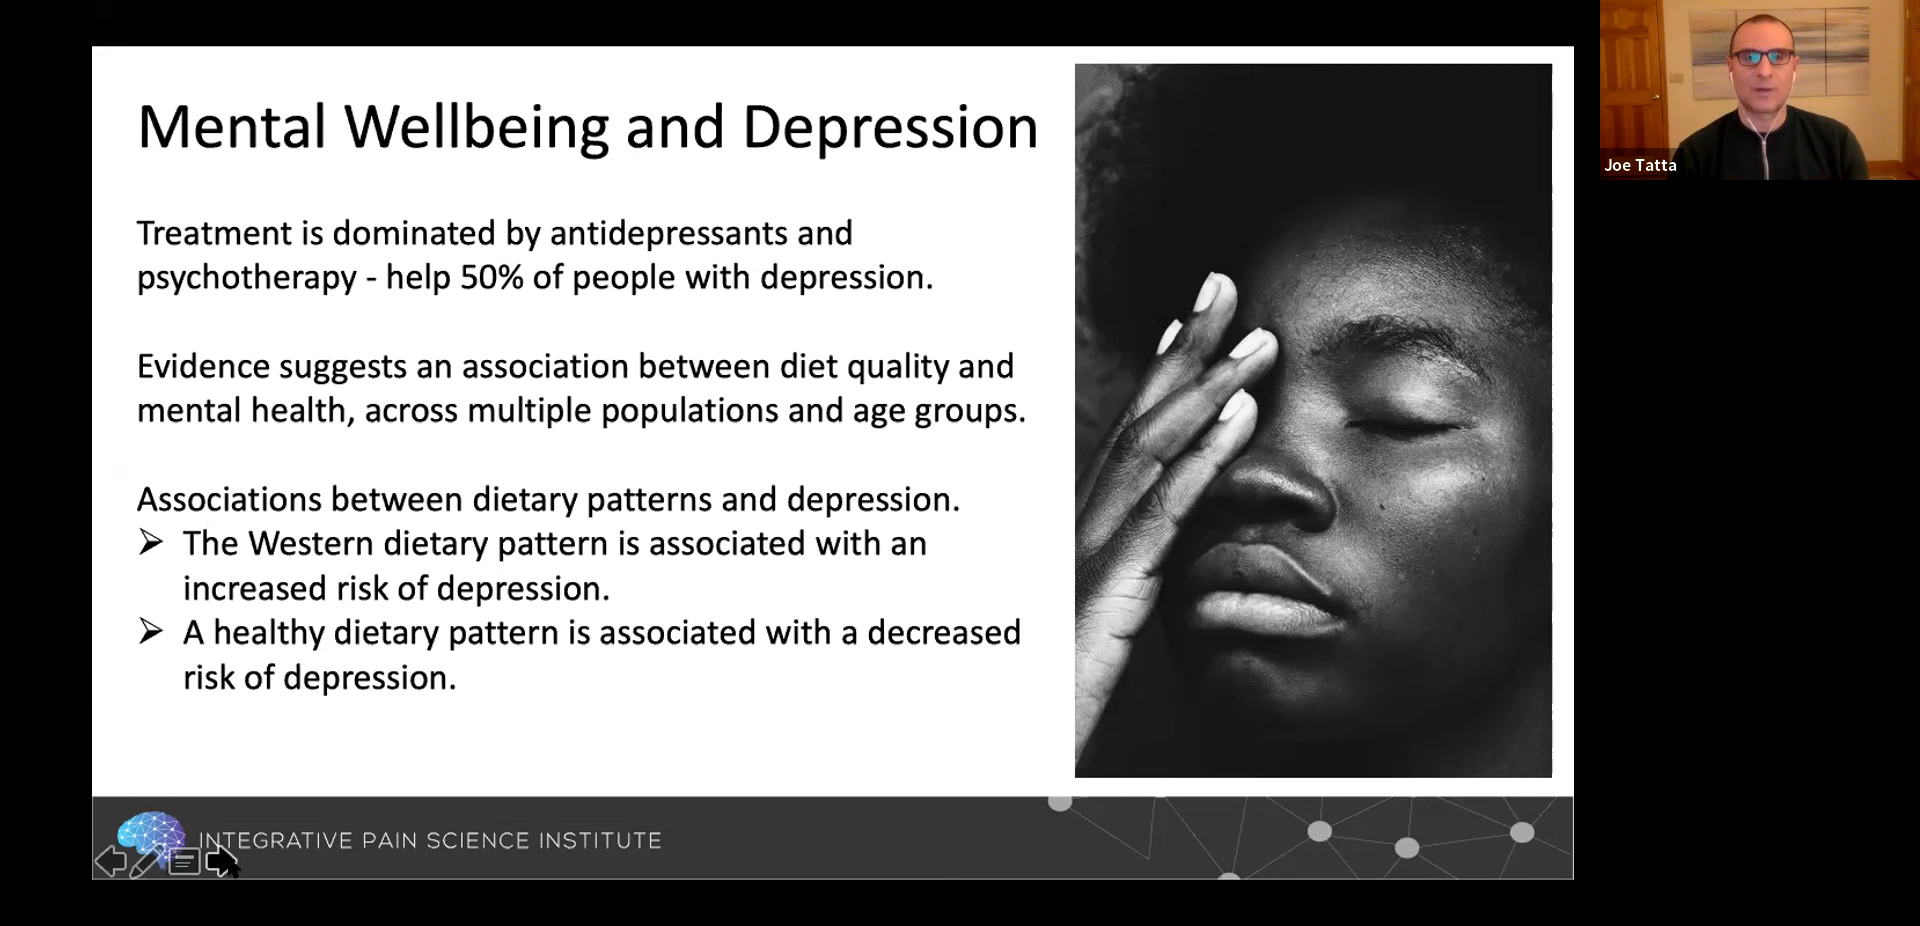 Mental Wellbeing and Depression
Treatment is dominated by antidepressants and
psychotherapy - help 50% of people with depression.
Evidence suggests an association between diet quality and
mental health, across multiple populations and age groups.
Associations between dietary patterns and depression.
➢ The Western dietary pattern is associated with an
increased risk of depression.
➢ A healthy dietary pattern is associated with a decreased
risk of depression.
INTEGRATIVE PAIN SCIENCE INSTITUTE
Joe Tatta